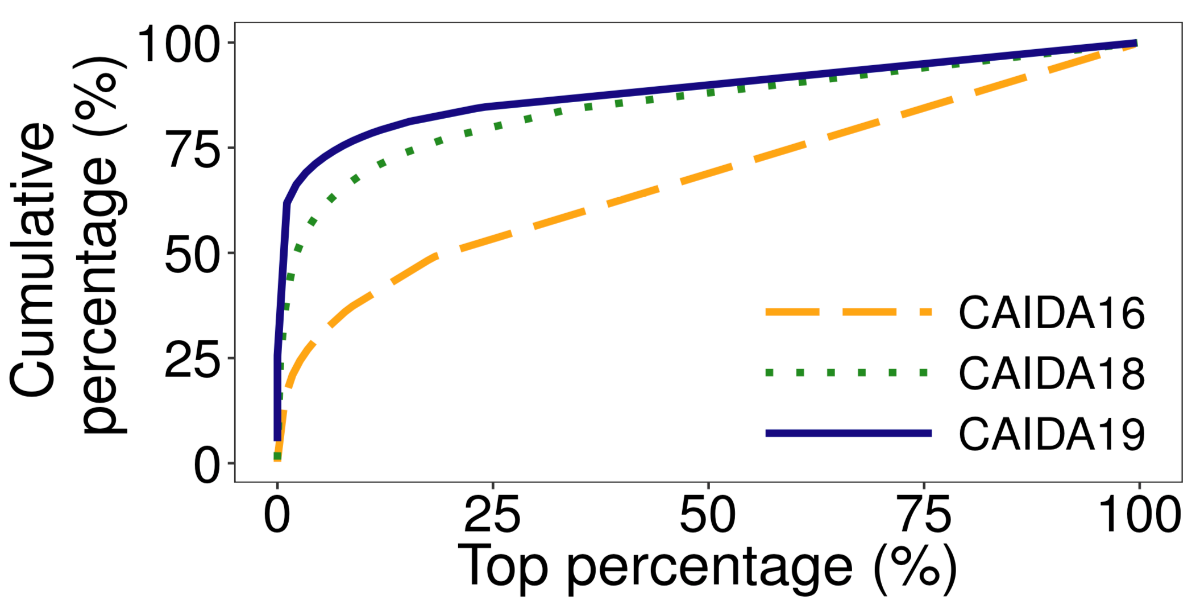 Cumulative
percentage (%)
100
75
50
25
0
CAIDA16
CAIDA18
CAIDA19
0 25 50 75 100
Top percentage (%)